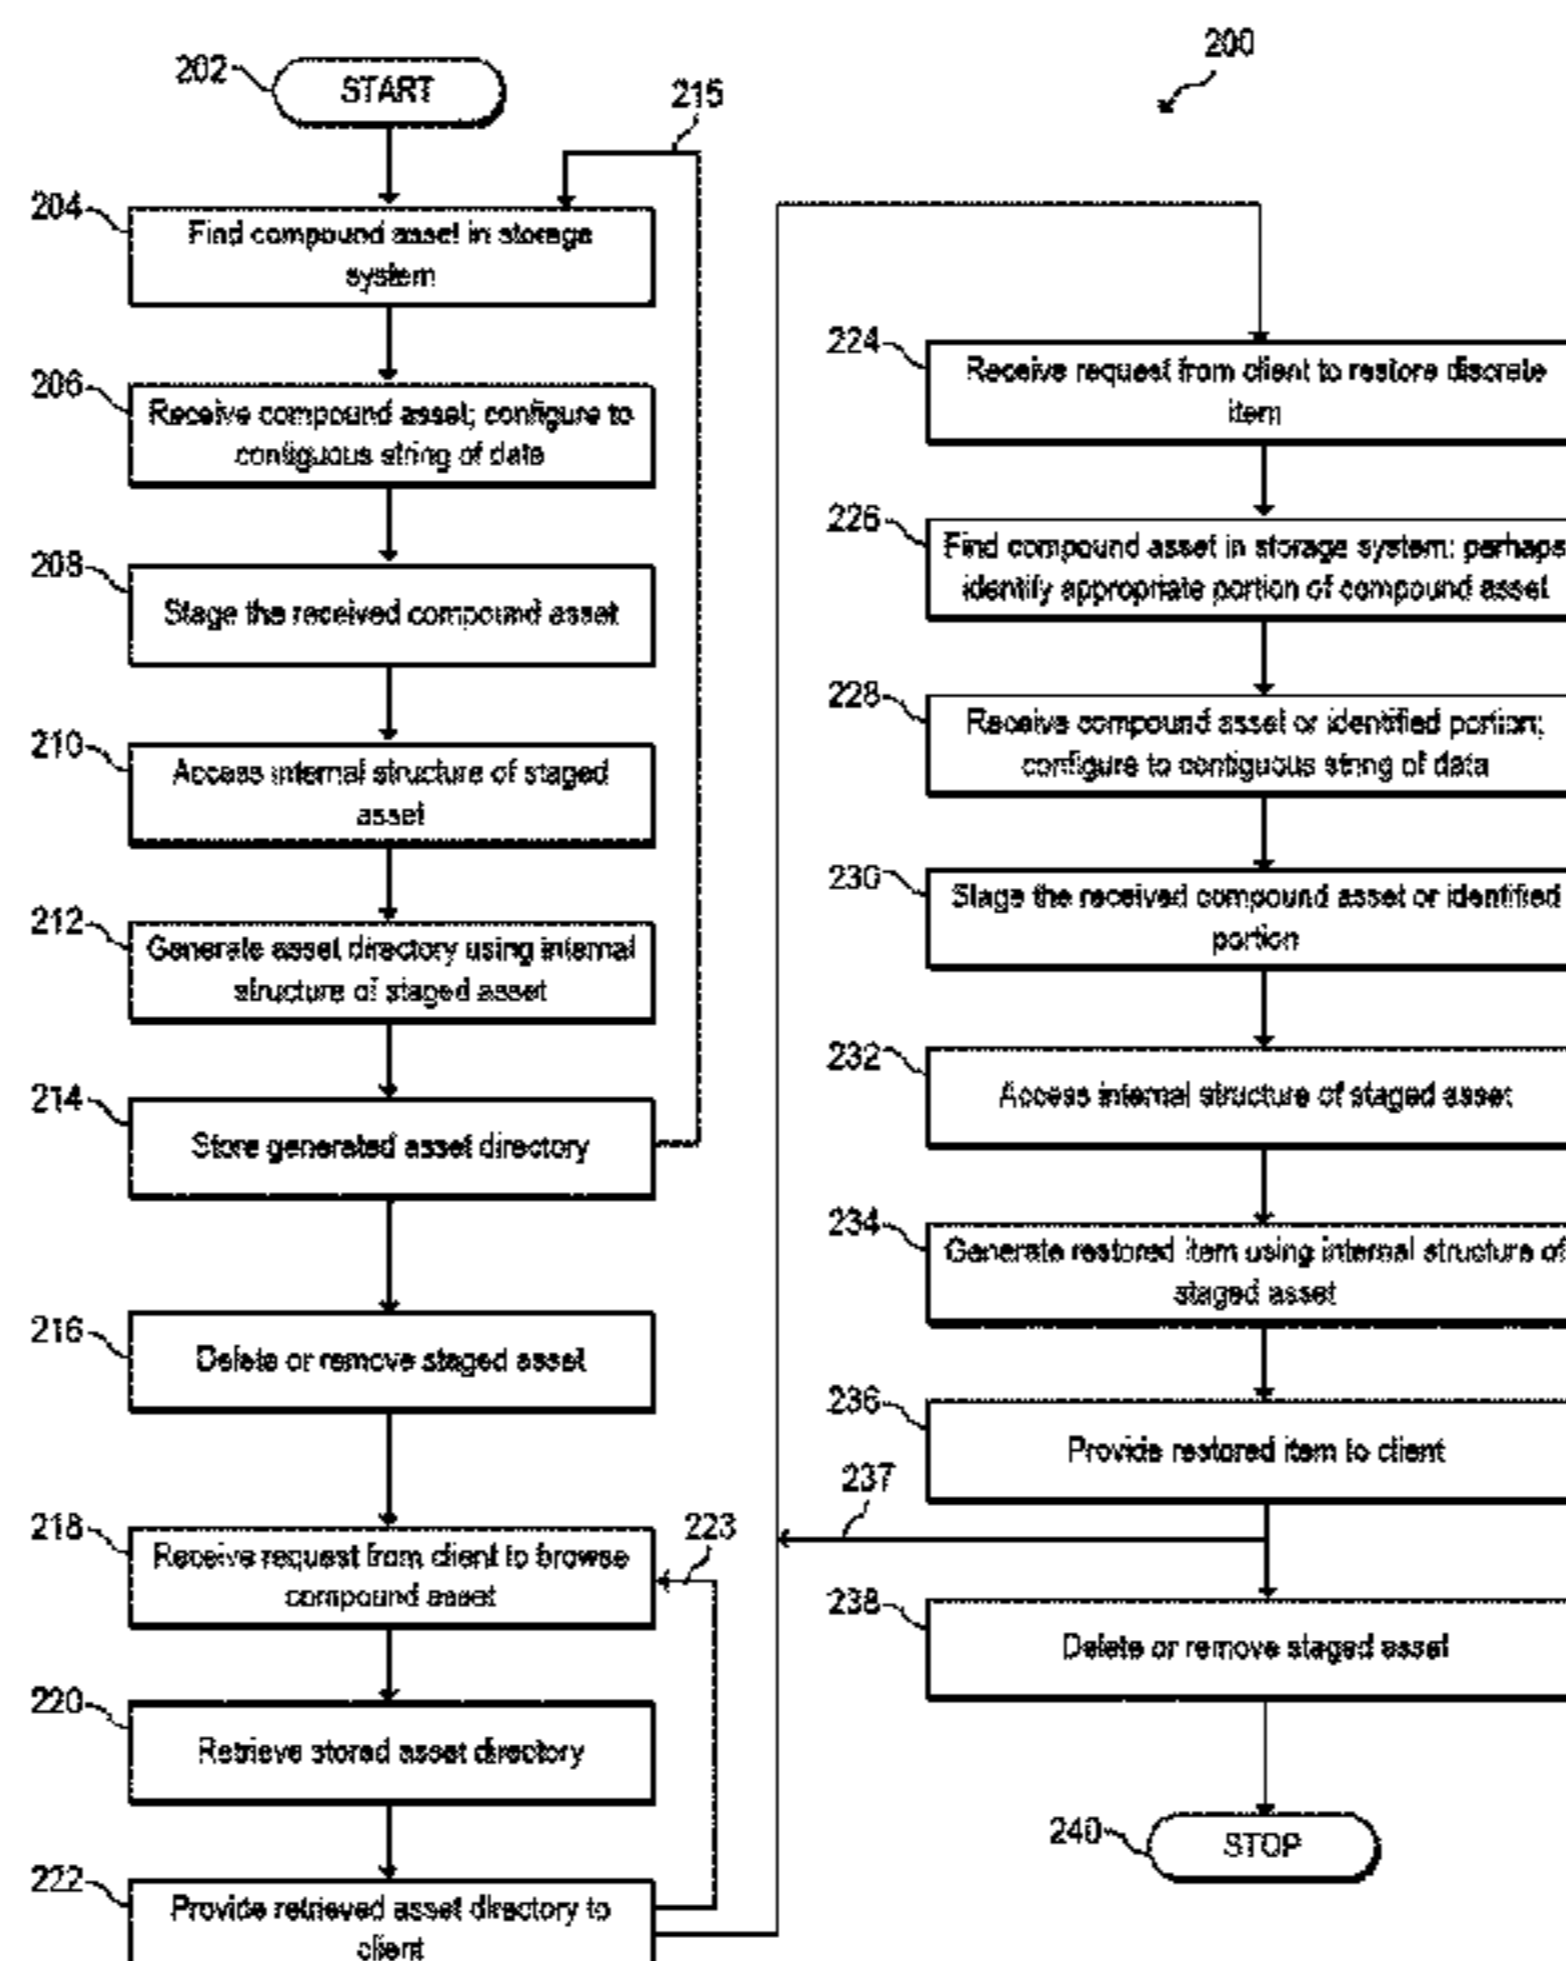 200
202
START
215
204
Find compound asset in storage
system
206
Receive compound asset; configure to
contiguous string of data
208
Stage the received compound asset
210
Access internal structure of staged
asset
212
Generate asset directory using internal
structure of staged asset
214
Store generated asset directory
216
Delete or remove staged asset
218
Receive request from client to browse
compound asset
223
220
Retrieve stored asset directory
222
Provide retrieved asset directory to
client
224
Receive request from client to restore discrete
item
226
Find compound asset in storage system; perhaps
identify appropriate portion of compound asset
228
Receive compound asset or identified portion;
configure to contiguous string of data
230
Stage the received compound asset or identified
portion
232
Access internal structure of staged asset
234
Generate restored item using internal structure of
staged asset
236
Provide restored item to client
237
238
Delete or remove staged asset
240
STOP